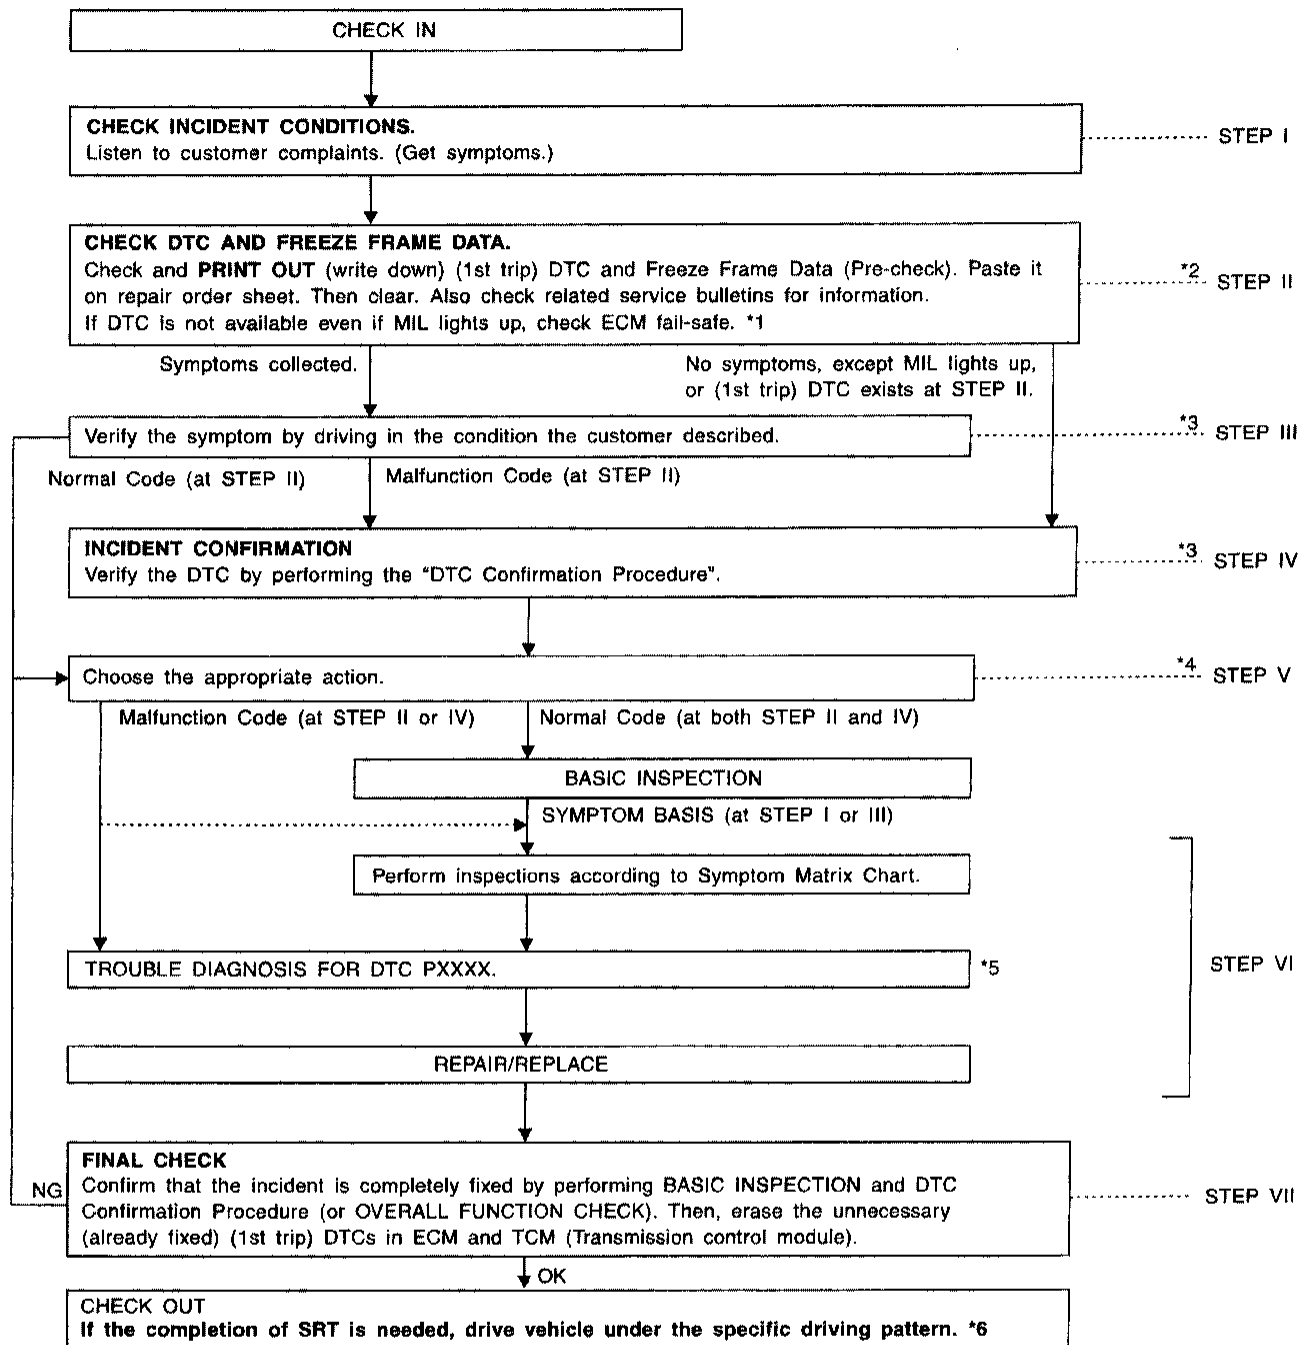 CHECK IN
CHECK INCIDENT CONDITIONS.
Listen to customer complaints. (Get symptoms.)
STEP I
CHECK DTC AND FREEZE FRAME DATA.
Check and PRINT OUT (write down) (1st trip) DTC and Freeze Frame Data (Pre-check). Paste it
on repair order sheet. Then clear. Also check related service bulletins for information.
If DTC is not available even if MIL lights up, check ECM fail-safe. *1
*2 STEP II
Symptoms collected.
No symptoms, except MIL lights up,
or (1st trip) DTC exists at STEP II.
Verify the symptom by driving in the condition the customer described.
*3 STEP III
Normal Code (at STEP II)
Malfunction Code (at STEP II)
INCIDENT CONFIRMATION
Verify the DTC by performing the "DTC Confirmation Procedure".
*3 STEP IV
Choose the appropriate action.
*4 STEP V
Malfunction Code (at STEP II or IV)
Normal Code (at both STEP II and IV)
BASIC INSPECTION
SYMPTOM BASIS (at STEP I or III)
Perform inspections according to Symptom Matrix Chart.
TROUBLE DIAGNOSIS FOR DTC PXXXX.
*5
STEP VI
REPAIR/REPLACE
FINAL CHECK
Confirm that the incident is completely fixed by performing BASIC INSPECTION and DTC
Confirmation Procedure (or OVERALL FUNCTION CHECK). Then, erase the unnecessary
(already fixed) (1st trip) DTCs in ECM and TCM (Transmission control module).
NG
STEP VII
OK
CHECK OUT
If the completion of SRT is needed, drive vehicle under the specific driving pattern. *6